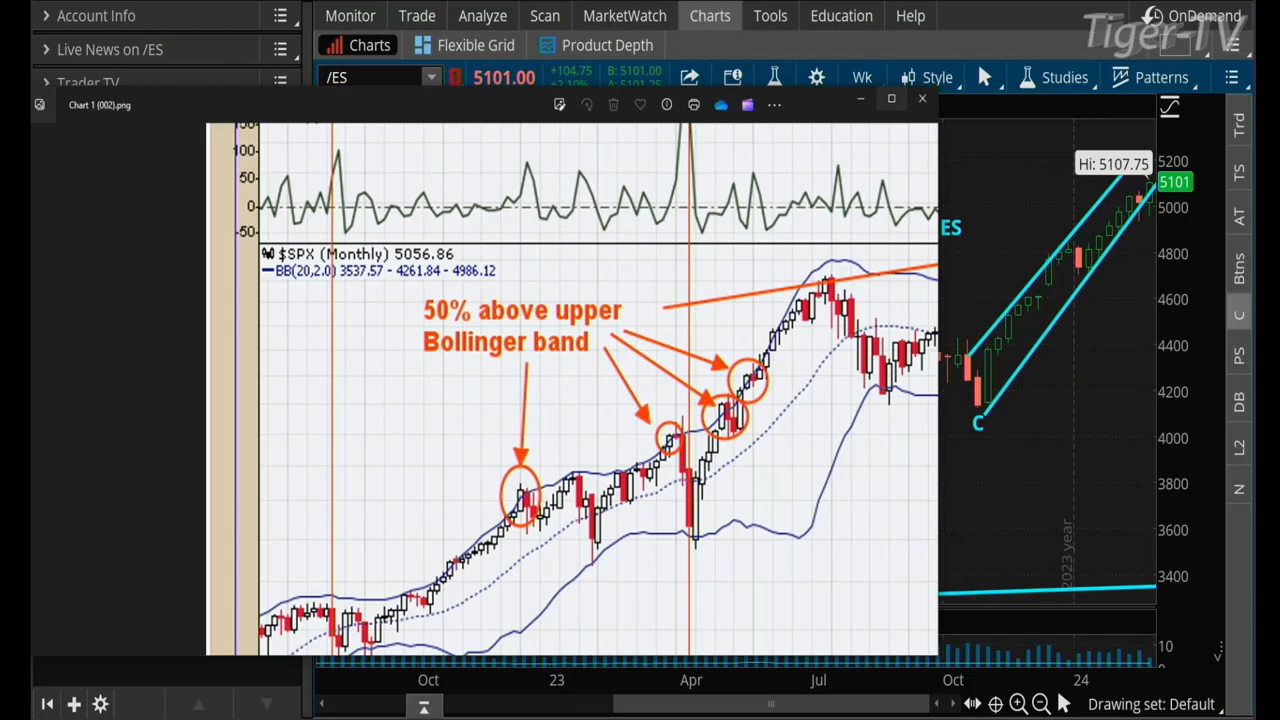 Account Info
Monitor Trade Analyze Scan MarketWatch Charts Tools Education Help
OnDemand
Tiger-TV
Live News on /ES
Charts Flexible Grid Product Depth
Trader TV
/ES 5101.00 +104.75 B: 5101.00 Wk Style Studies Patterns
+2.10% A: 5101.25
Chart 1 (002).png
Trd
TS
AT
Btns
C
PS
DB
L2
N
100
50
0
-50
$SPX (Monthly) 5056.86
BB(20,2.0) 3537.57 - 4261.84 - 4986.12
50% above upper
Bollinger band
ES
C
Hi: 5107.75
5200
5101
5000
4800
4600
4400
4200
4000
3800
3600
3400
2023 year
10
0
Oct 23 Apr Jul Oct 24
Drawing set: Default